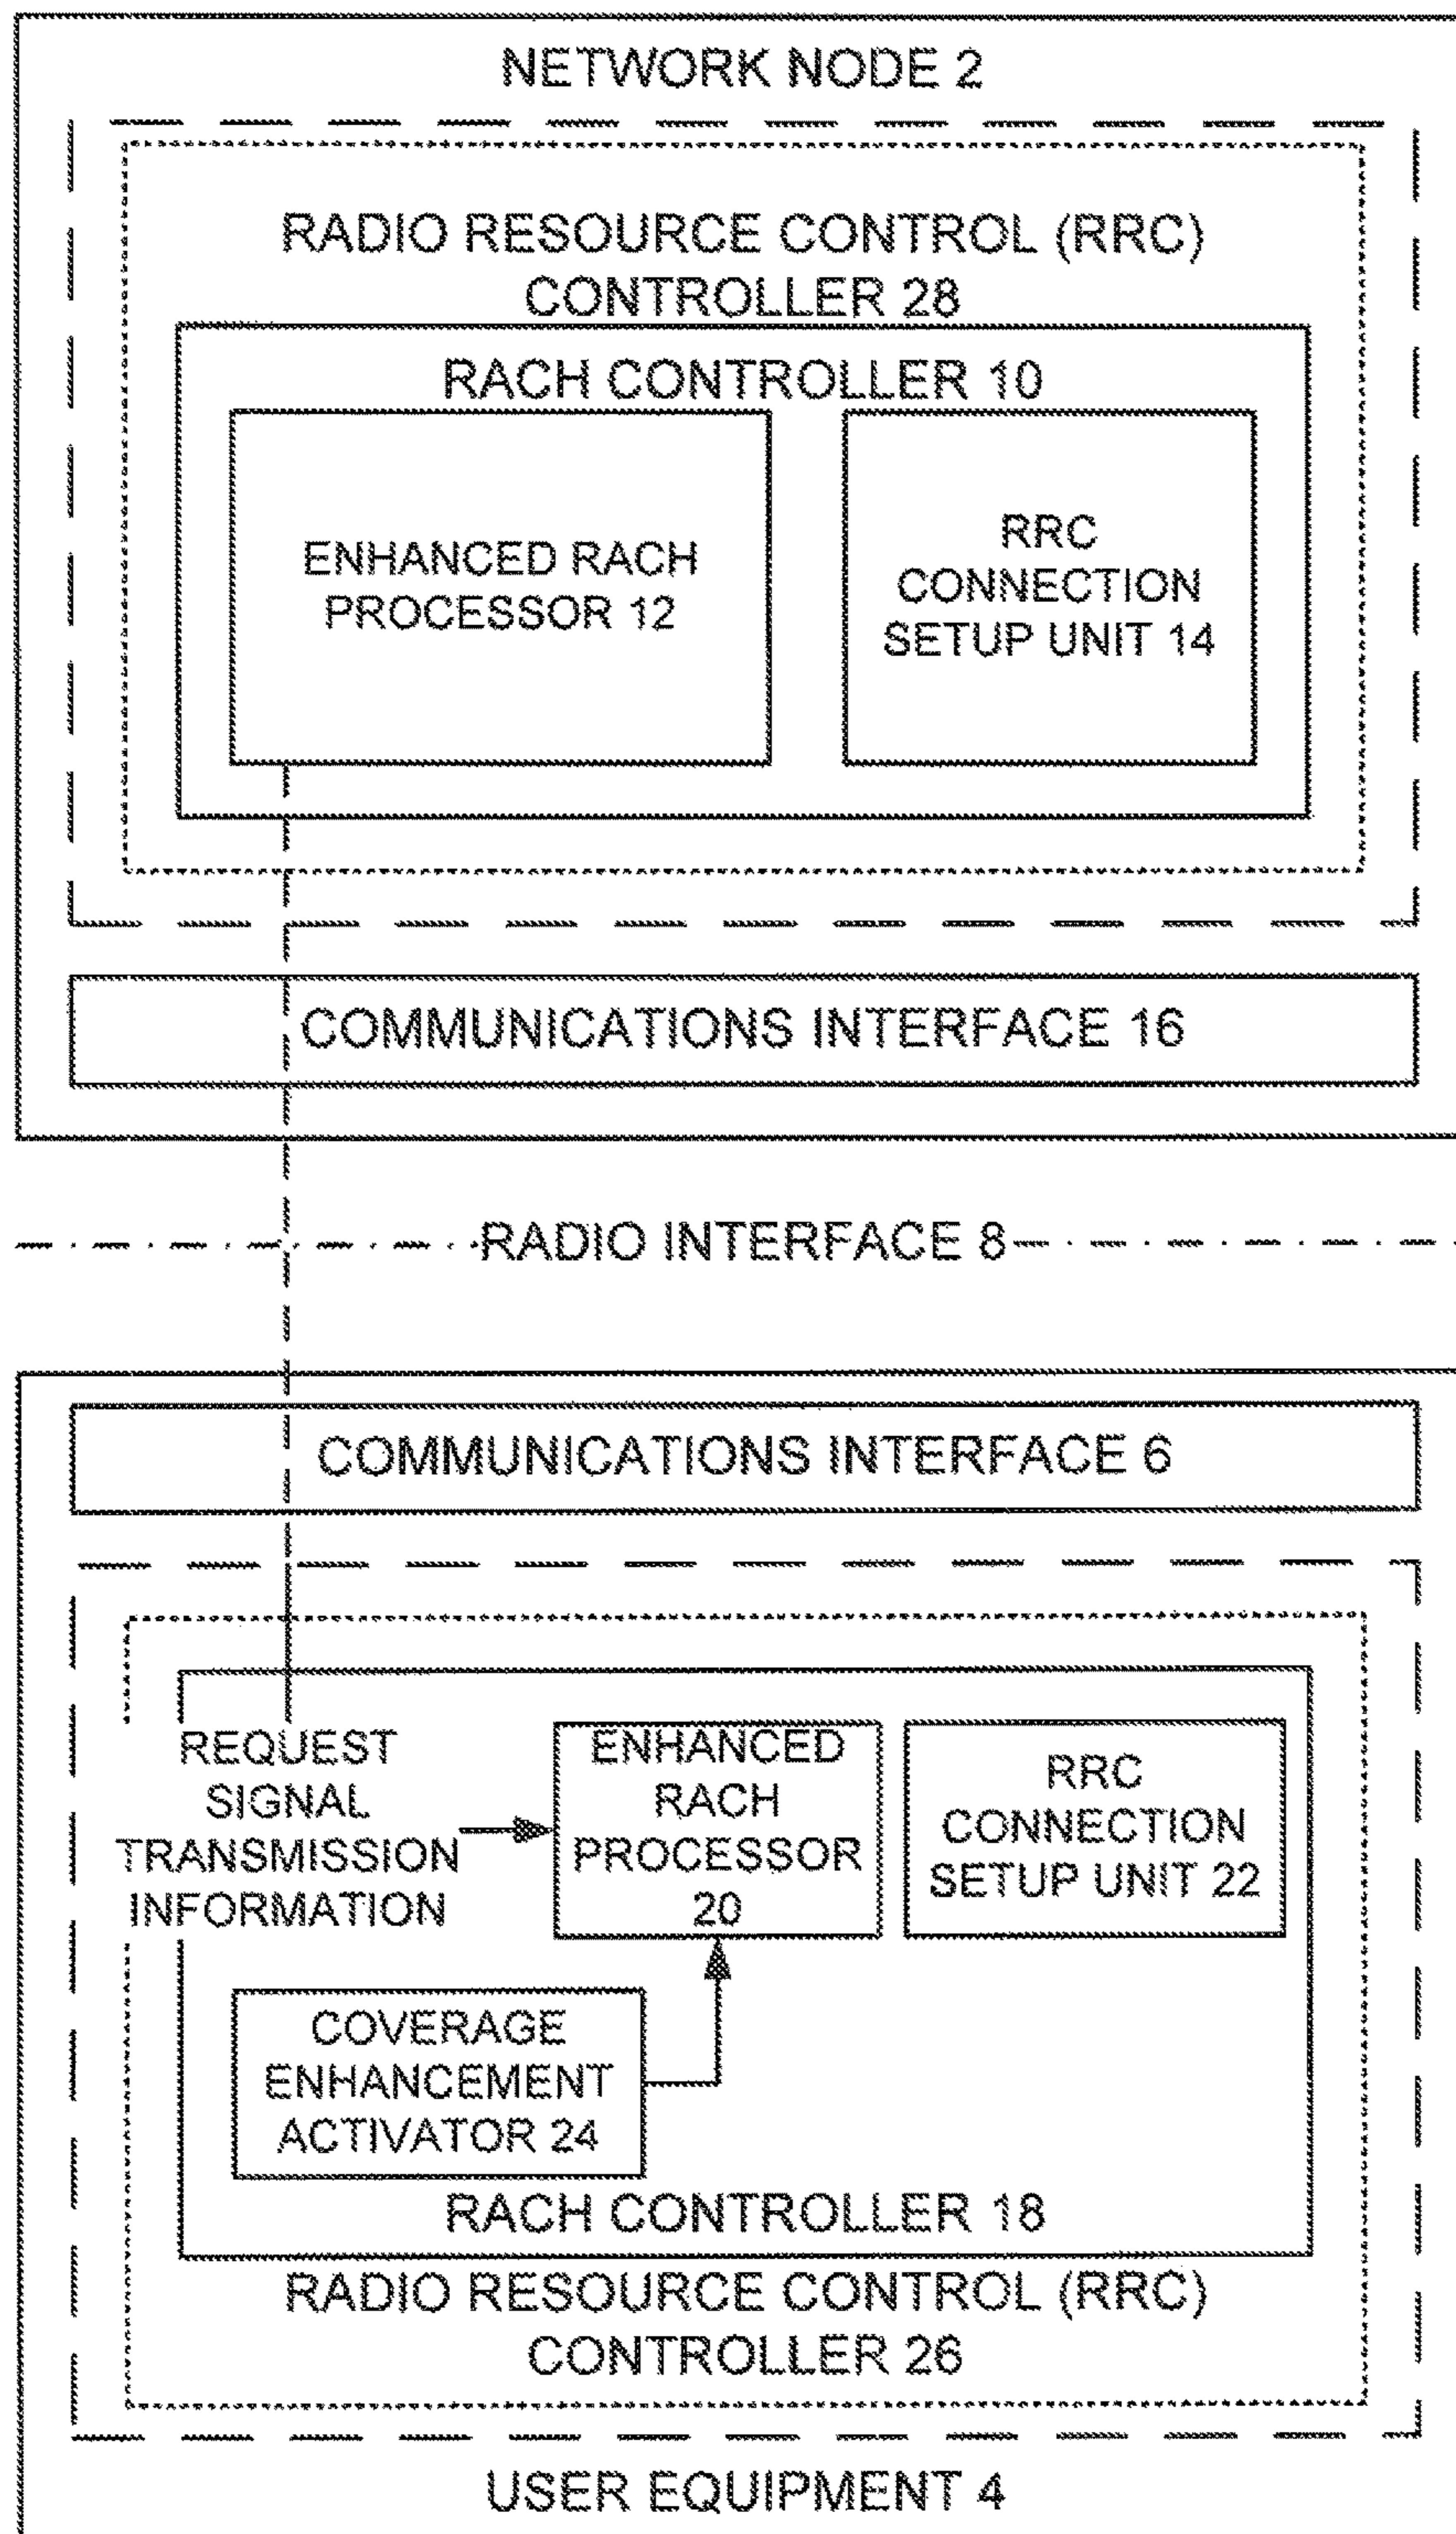 NETWORK NODE 2
RADIO RESOURCE CONTROL (RRC)
CONTROLLER 28
RACH CONTROLLER 10
ENHANCED RACH
PROCESSOR 12
RRC
CONNECTION
SETUP UNIT 14
COMMUNICATIONS INTERFACE 16
RADIO INTERFACE 8
COMMUNICATIONS INTERFACE 6
REQUEST
SIGNAL
TRANSMISSION
INFORMATION
ENHANCED
RACH
PROCESSOR
20
RRC
CONNECTION
SETUP UNIT 22
COVERAGE
ENHANCEMENT
ACTIVATOR 24
RACH CONTROLLER 18
RADIO RESOURCE CONTROL (RRC)
CONTROLLER 26
USER EQUIPMENT 4